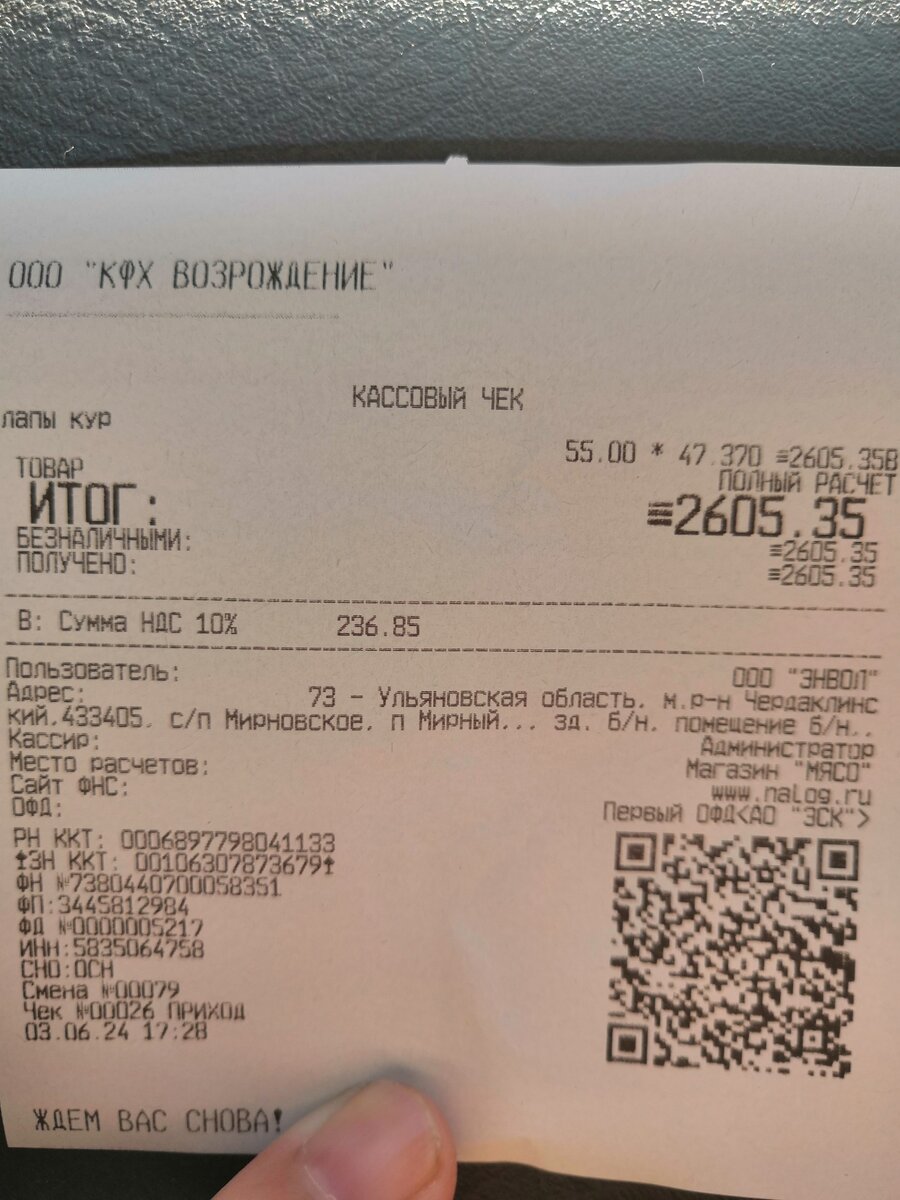 ООО "КФХ ВОЗРОЖДЕНИЕ"
КАССОВЫЙ ЧЕК
лапы кур
55.00 * 47.370 ≡2605.35В
ТОВАР ПОЛНЫЙ РАСЧЕТ
ИТОГ: ≡2605.35
БЕЗНАЛИЧНЫМИ: ≡2605.35
ПОЛУЧЕНО: ≡2605.35
В: Сумма НДС 10% 236.85
Пользователь: ООО "ЭНВОЛ"
Адрес: 73 - Ульяновская область, м.р-н Чердаклинс
кий,433405, с/п Мирновское, п Мирный,,, зд. б/н, помещение б/н,,
Кассир: Администратор
Место расчетов: Магазин "МЯСО"
Сайт ФНС: www.nalog.ru
ОФД: Первый ОФД<АО "ЭСК">
РН ККТ: 0006897798041133
↥ЗН ККТ: 00106307873679↥
ФН №7380440700058351
ФП:3445812984
ФД №0000005217
ИНН:5835064758
СНО:ОСН
Смена №00079
Чек №00026 ПРИХОД
03.06.24 17:28
ЖДЕМ ВАС СНОВА!